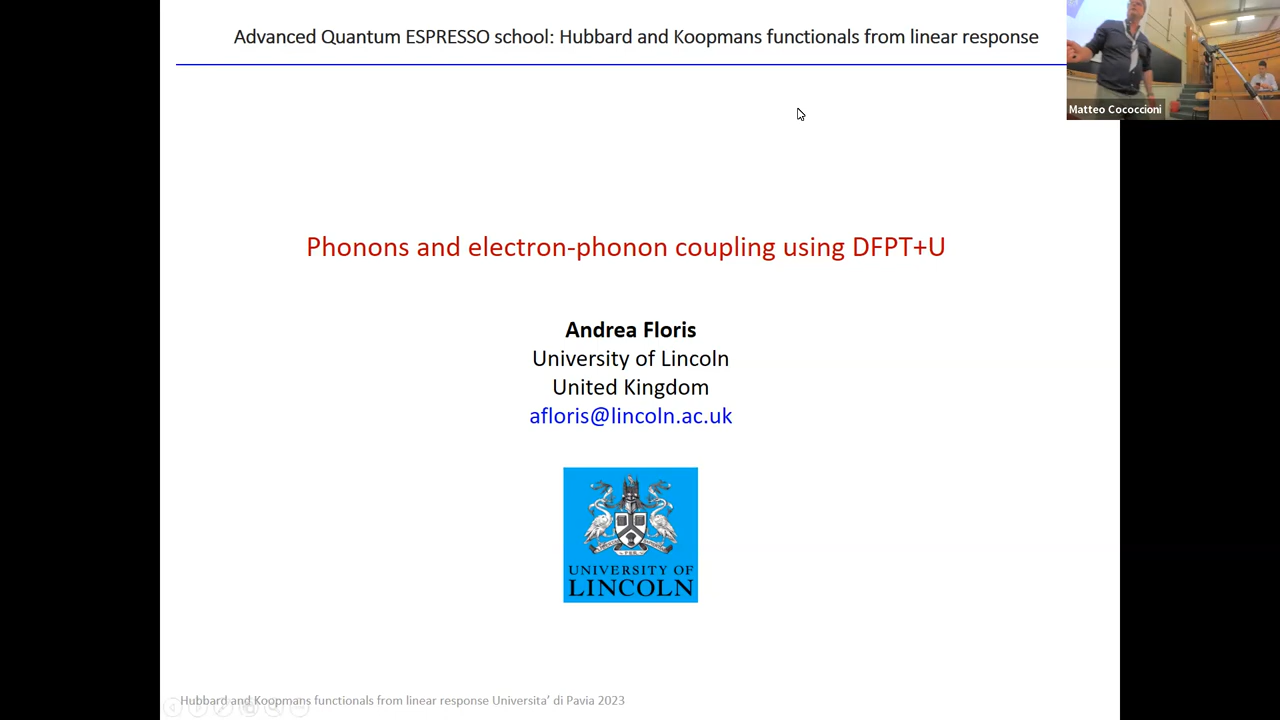 Advanced Quantum ESPRESSO school: Hubbard and Koopmans functionals from linear response
Matteo Cococcioni
Phonons and electron-phonon coupling using DFPT+U
Andrea Floris
University of Lincoln
United Kingdom
afloris@lincoln.ac.uk
UNIVERSITY OF
LINCOLN
Hubbard and Koopmans functionals from linear response Universita’ di Pavia 2023